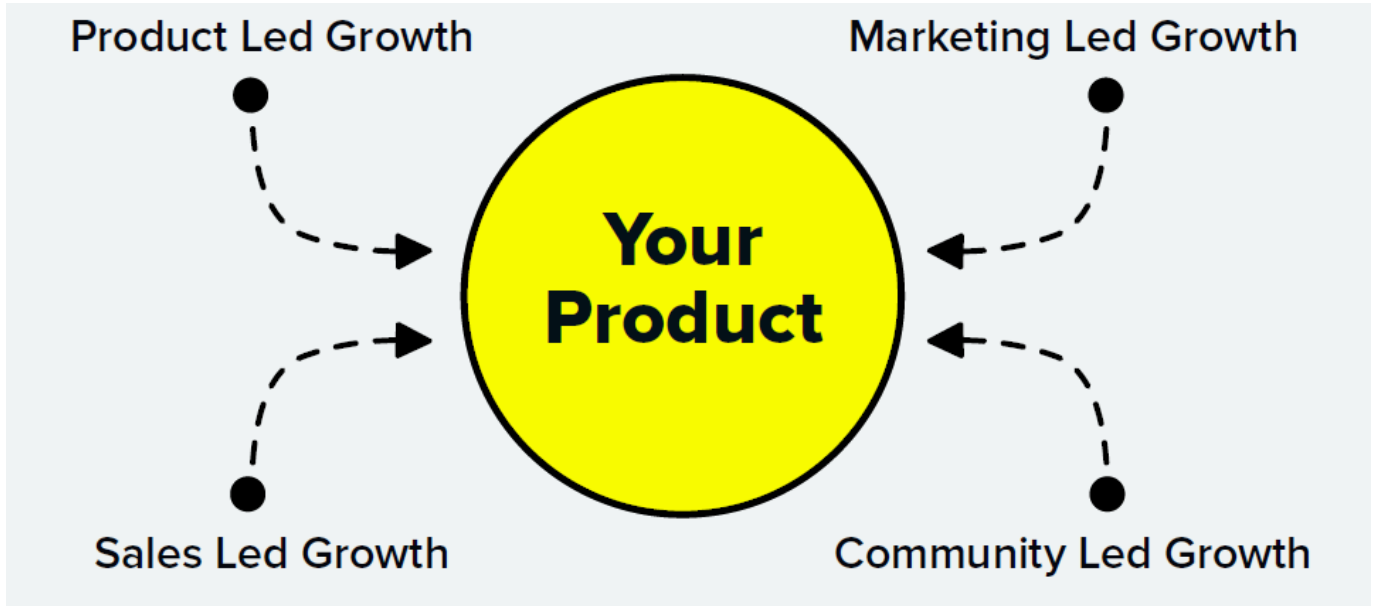 Product Led Growth
Marketing Led Growth
Your
Product
Sales Led Growth
Community Led Growth